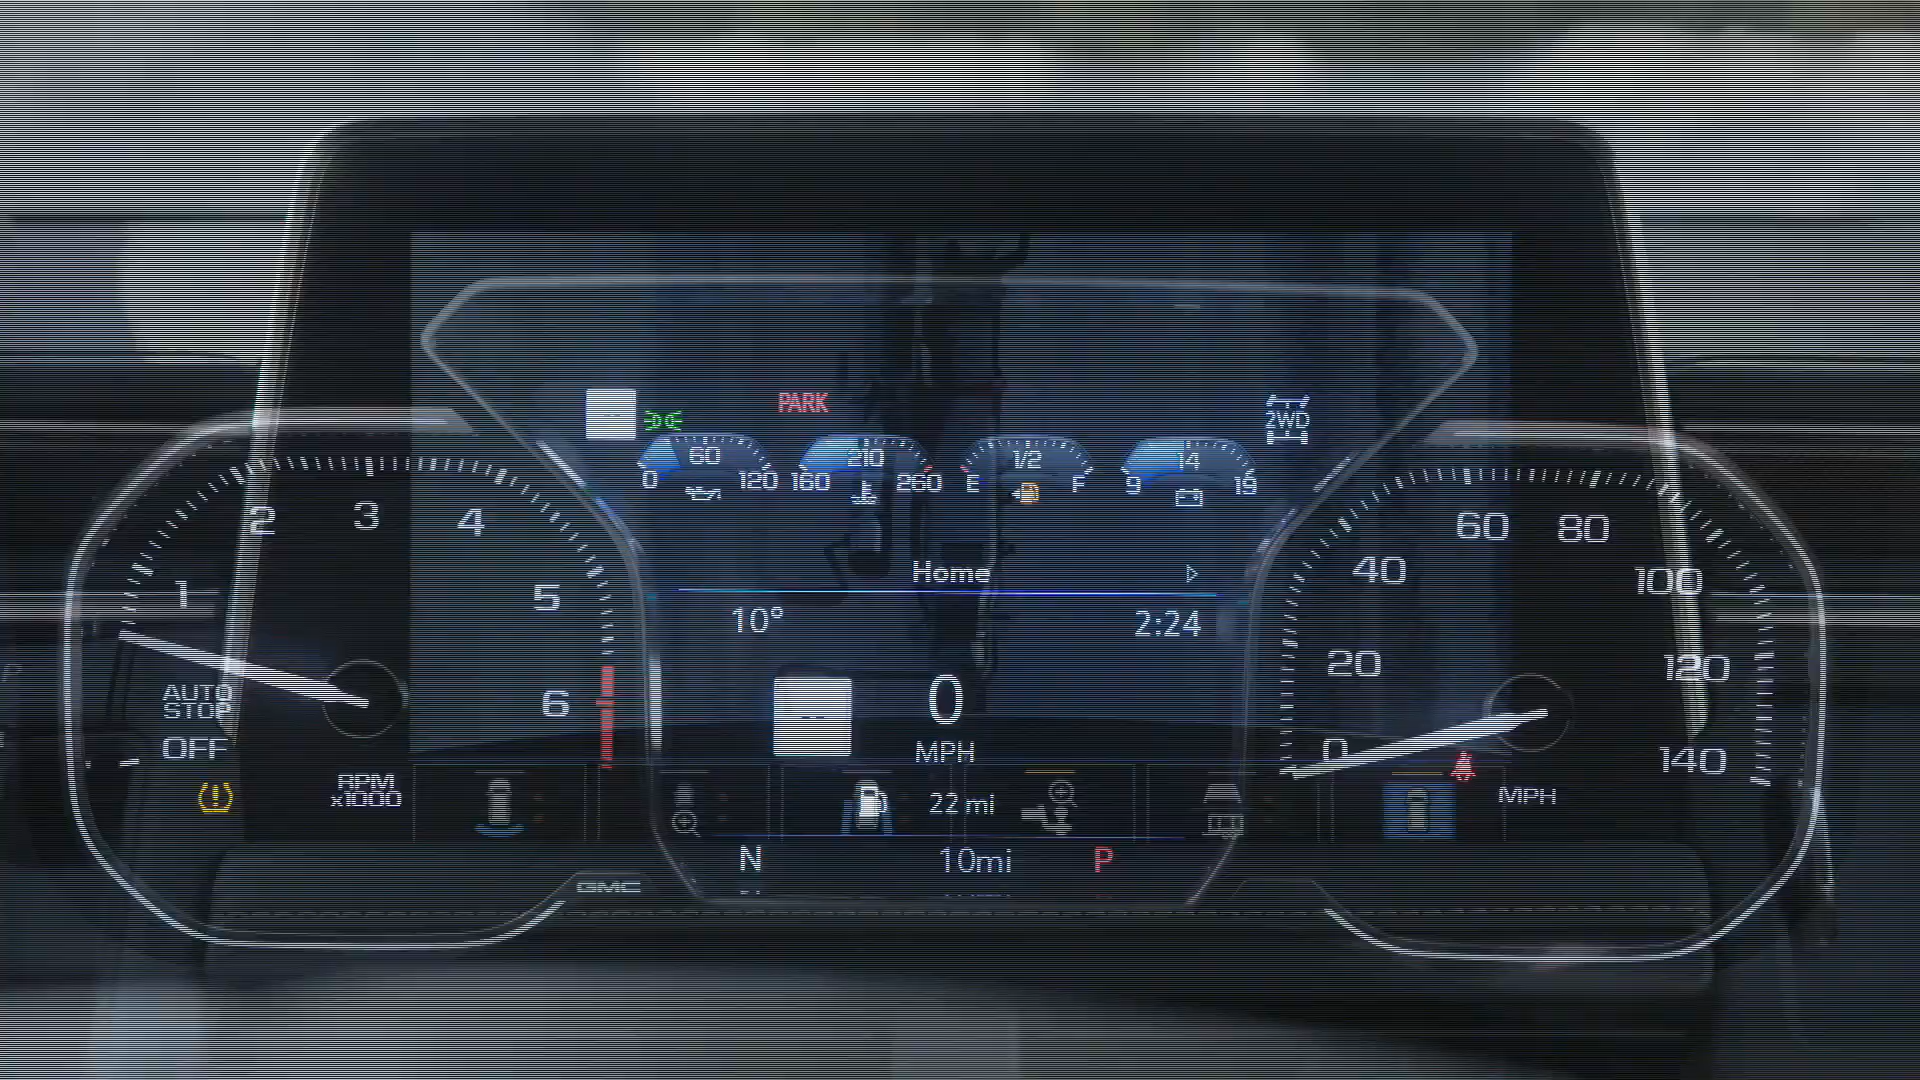 PARK
2WD
60
0 120
210
160 260
1/2
E F
14
9 19
1 2 3 4 5 6
AUTO
STOP
OFF
RPM
x1000
Home
10° 2:24
0
MPH
22 mi
N 10mi P
0 20 40 60 80 100 120 140
MPH
GMC